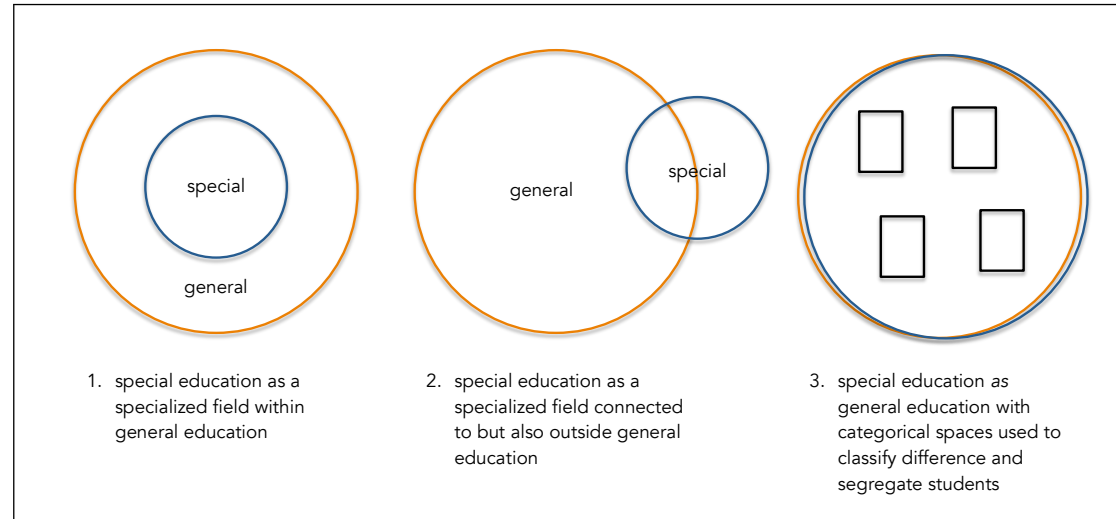 special
general
general
special
1. special education as a
specialized field within
general education
2. special education as a
specialized field connected
to but also outside general
education
3. special education as
general education with
categorical spaces used to
classify difference and
segregate students